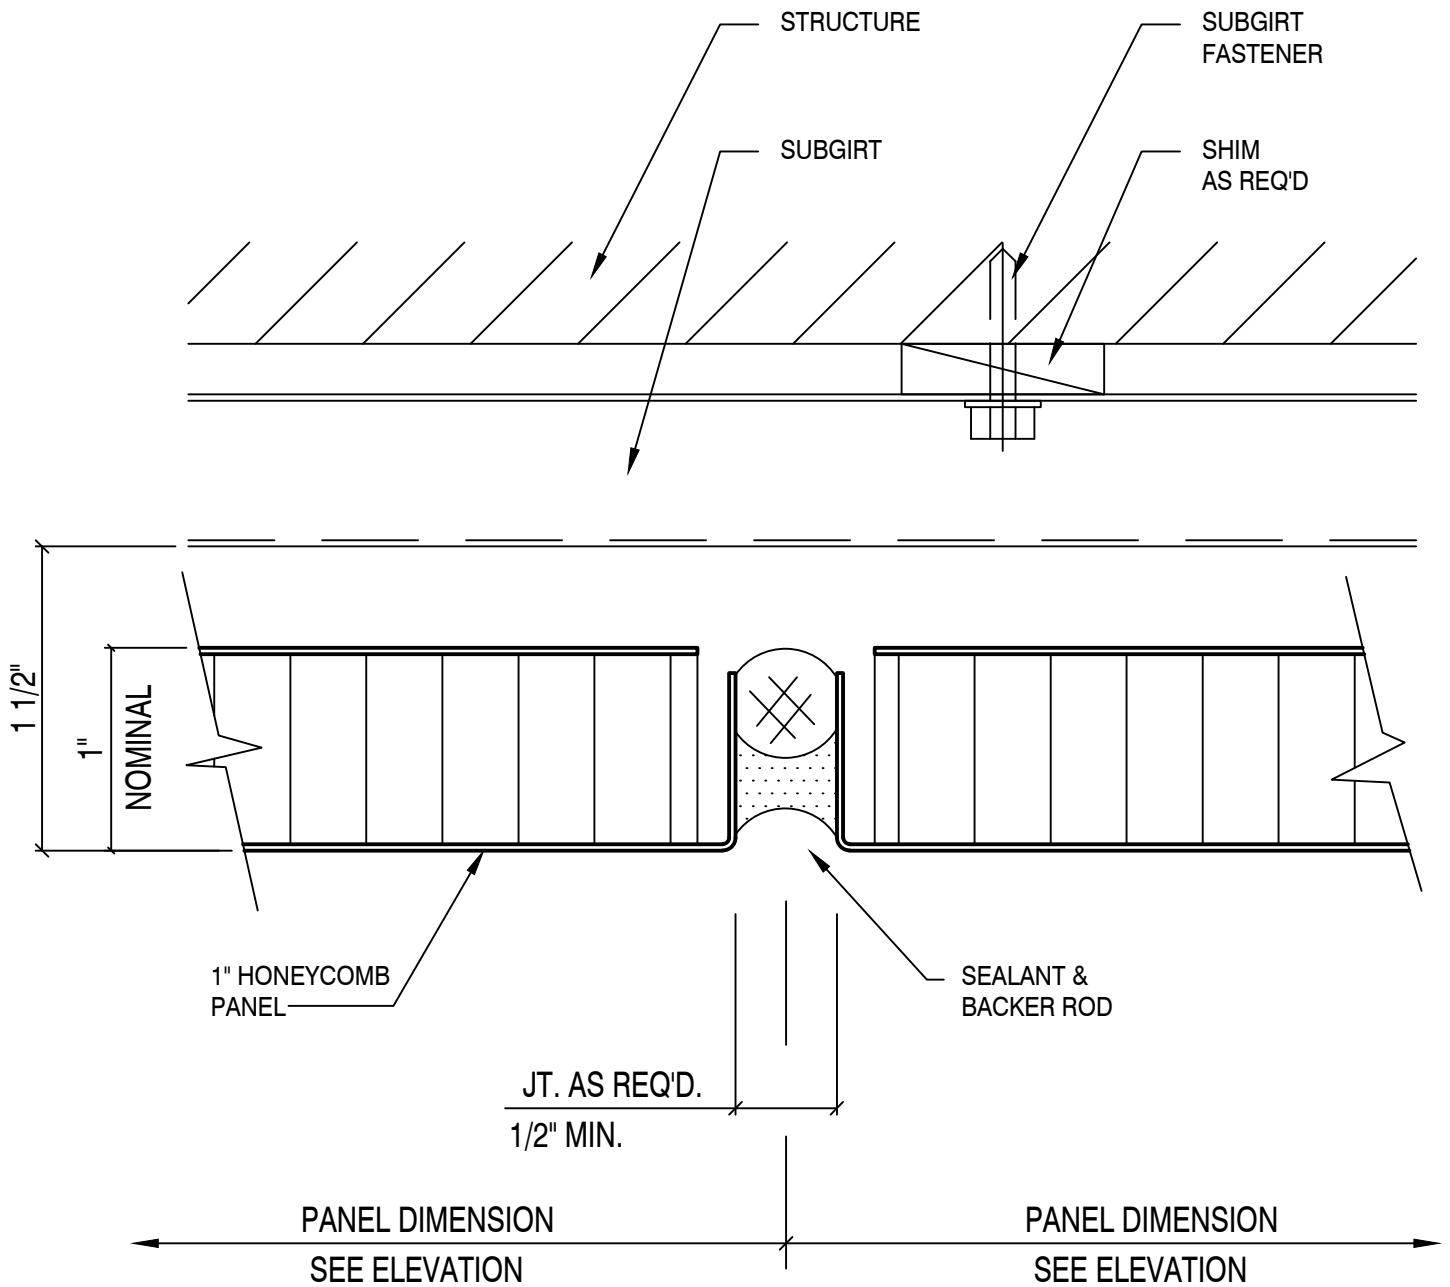 STRUCTURE
SUBGIRT
FASTENER
SUBGIRT
SHIM
AS REQ'D
1 1/2"
1"
NOMINAL
1" HONEYCOMB
PANEL
SEALANT &
BACKER ROD
JT. AS REQ'D.
1/2" MIN.
PANEL DIMENSION
SEE ELEVATION
PANEL DIMENSION
SEE ELEVATION